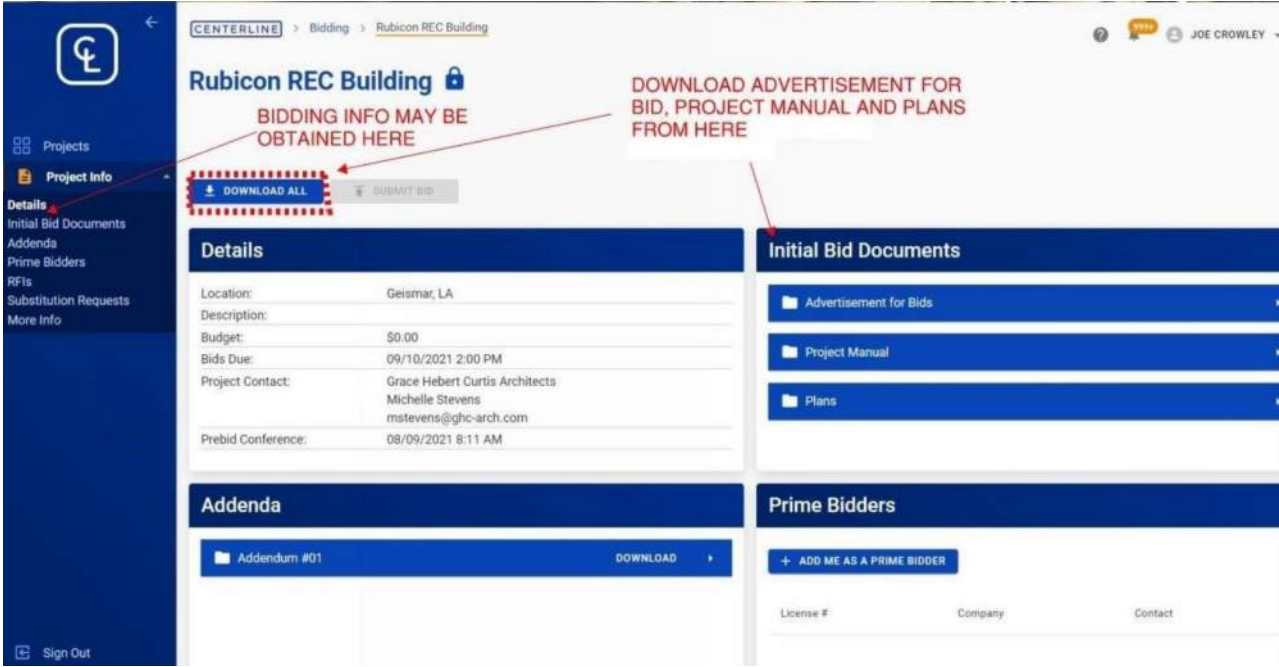 CENTERLINE > Bidding > Rubicon REC Building
999+
JOE CROWLEY
Rubicon REC Building
BIDDING INFO MAY BE
OBTAINED HERE
DOWNLOAD ADVERTISEMENT FOR
BID, PROJECT MANUAL AND PLANS
FROM HERE
Projects
Project Info
Details
Initial Bid Documents
Addenda
Prime Bidders
RFIs
Substitution Requests
More Info
Sign Out
DOWNLOAD ALL
SUBMIT BID
Details
Location: Geismar, LA
Description:
Budget: $0.00
Bids Due: 09/10/2021 2:00 PM
Project Contact: Grace Hebert Curtis Architects
Michelle Stevens
mstevens@ghc-arch.com
Prebid Conference: 08/09/2021 8:11 AM
Initial Bid Documents
Advertisement for Bids
Project Manual
Plans
Addenda
Addendum #01 DOWNLOAD
Prime Bidders
+ ADD ME AS A PRIME BIDDER
License # Company Contact